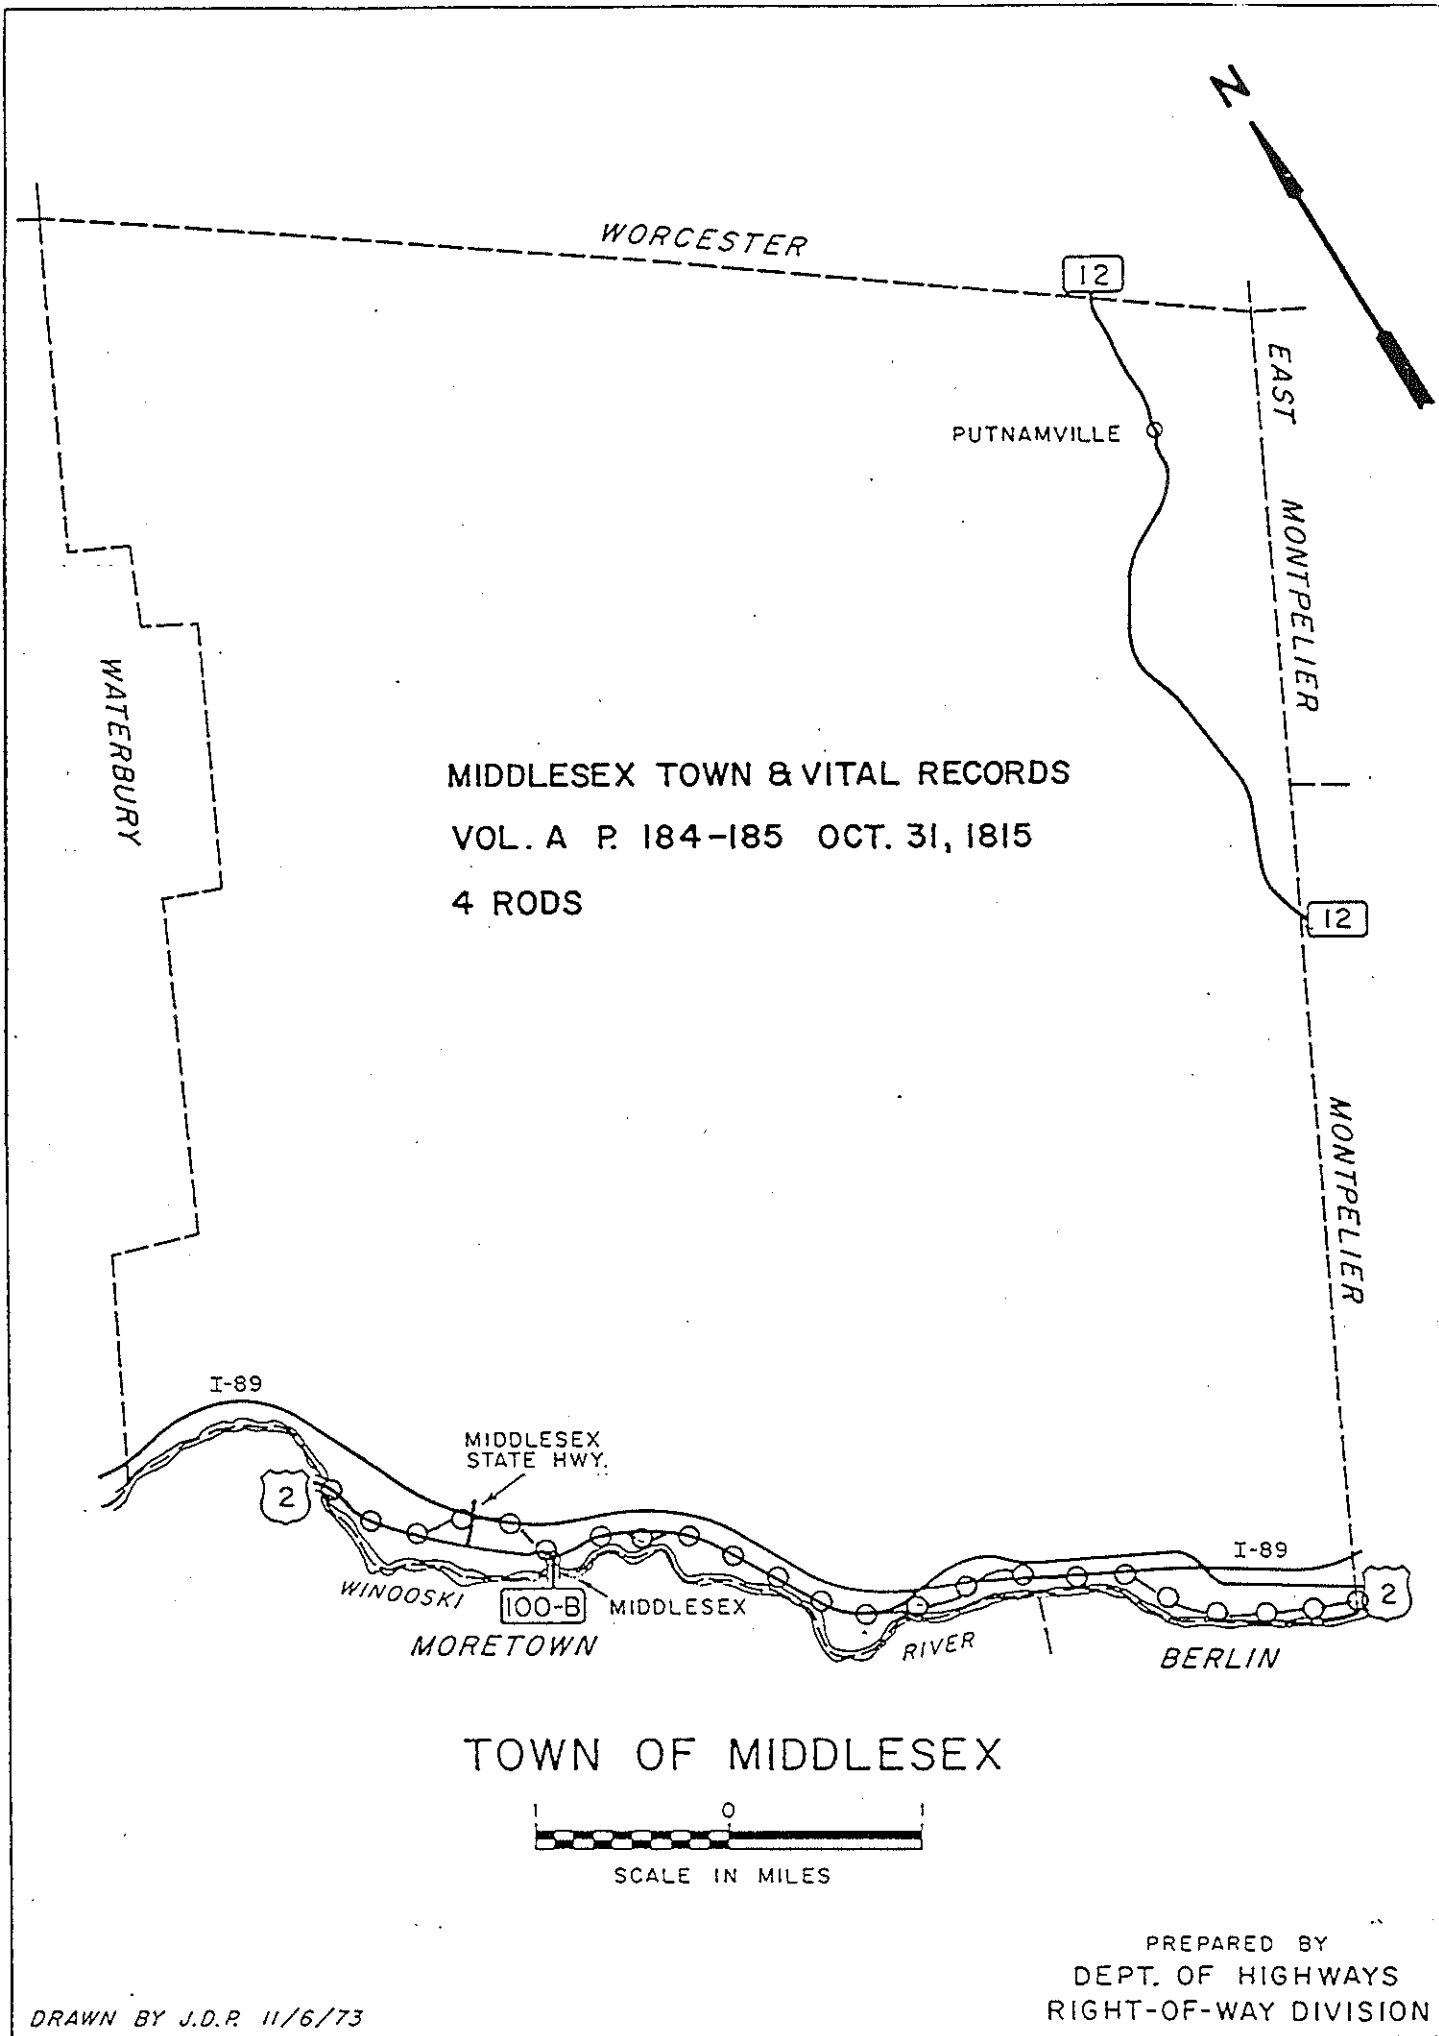 N
WORCESTER
12
EAST MONTPELIER
PUTNAMVILLE
WATERBURY
MIDDLESEX TOWN & VITAL RECORDS
VOL. A P. 184-185 OCT. 31, 1815
4 RODS
12
MONTPELIER
I-89
MIDDLESEX
STATE HWY.
2
I-89
2
WINOOSKI
100-B
MIDDLESEX
RIVER
MORETOWN
BERLIN
TOWN OF MIDDLESEX
1 0 1
SCALE IN MILES
PREPARED BY
DEPT. OF HIGHWAYS
RIGHT-OF-WAY DIVISION
DRAWN BY J.D.P. 11/6/73